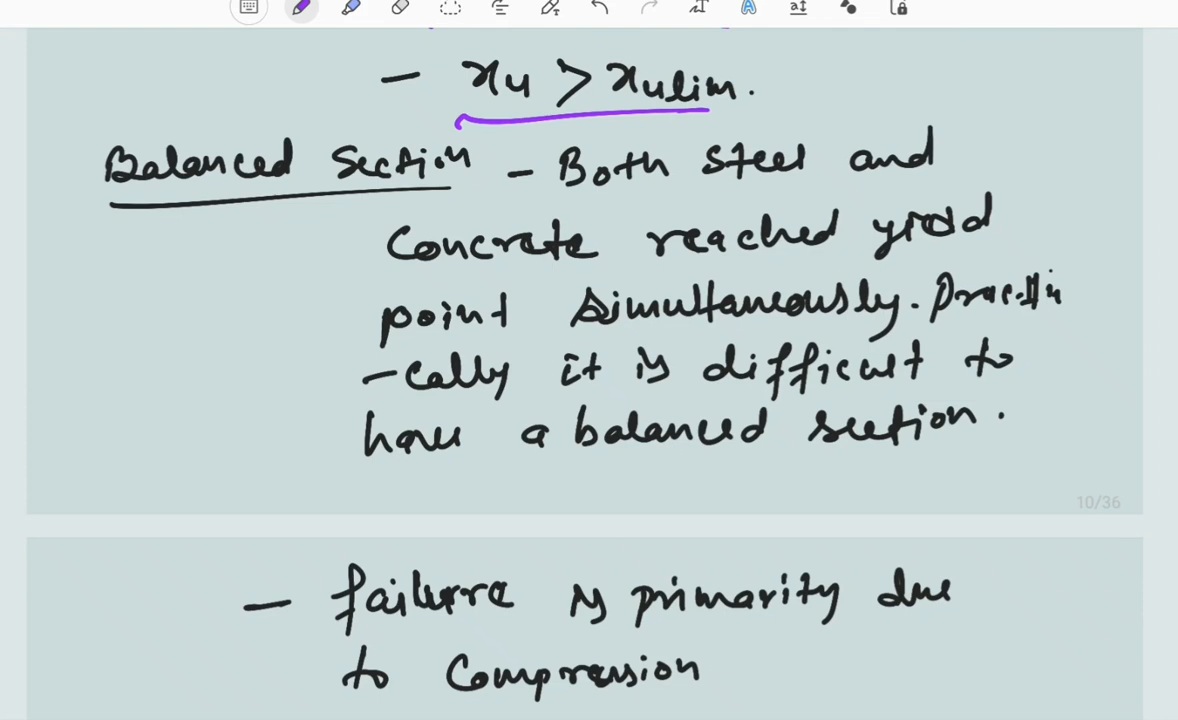 - xu > xulim.
Balanced Section - Both steel and
Concrete reached yield
point simultaneously. Practi
-cally it is difficult to
have a balanced section.
10/36
- failure is primarity due
to Compression